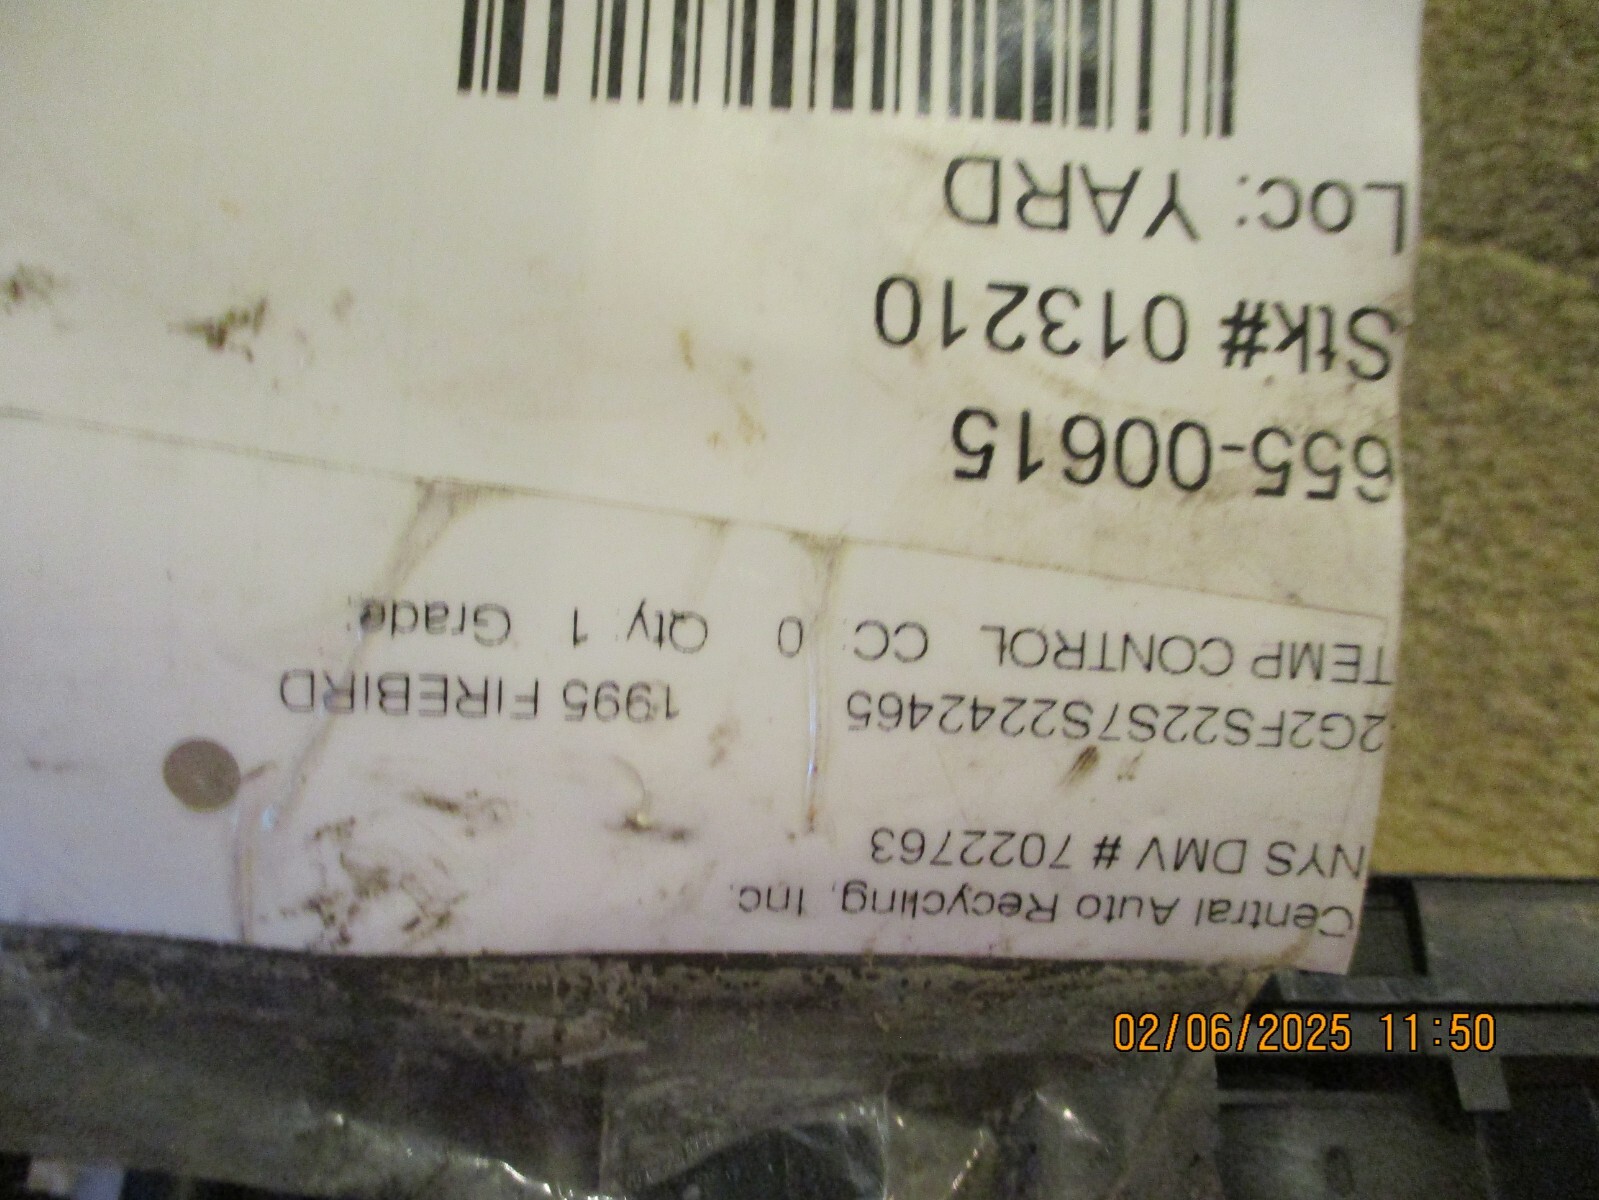 Central Auto Recycling, Inc.
NYS DMV # 7022763
2G2FS22S7S2242465 1995 FIREBIRD
TEMP CONTROL CC: 0 Qty: 1 Grade:
655-00615
Stk# 013210
Loc: YARD
02/06/2025 11:50